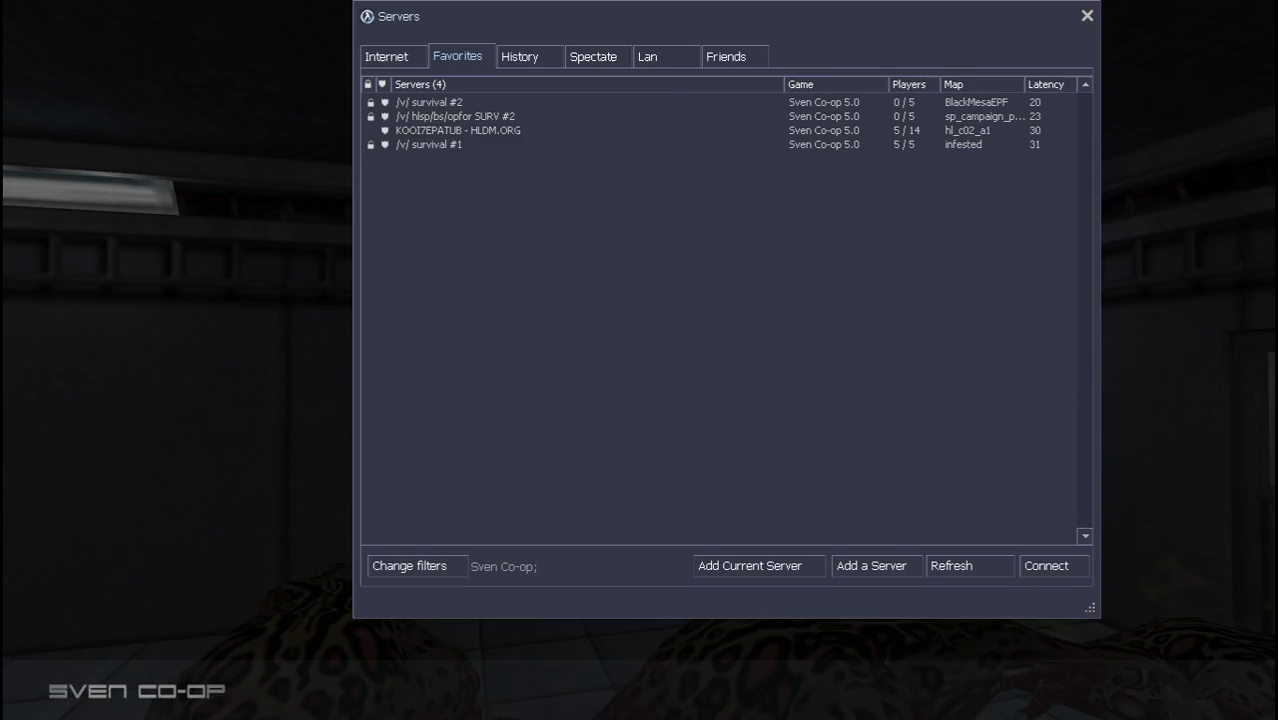 Servers
Internet Favorites History Spectate Lan Friends
Servers (4) Game Players Map Latency
/v/ survival #2 Sven Co-op 5.0 0 / 5 BlackMesaEPF 20
/v/ hlsp/bs/opfor SURV #2 Sven Co-op 5.0 0 / 5 sp_campaign_p... 23
KOOI7EPATUB - HLDM.ORG Sven Co-op 5.0 5 / 14 hl_c02_a1 30
/v/ survival #1 Sven Co-op 5.0 5 / 5 infested 31
Change filters Sven Co-op; Add Current Server Add a Server Refresh Connect
SVEN CO-OP